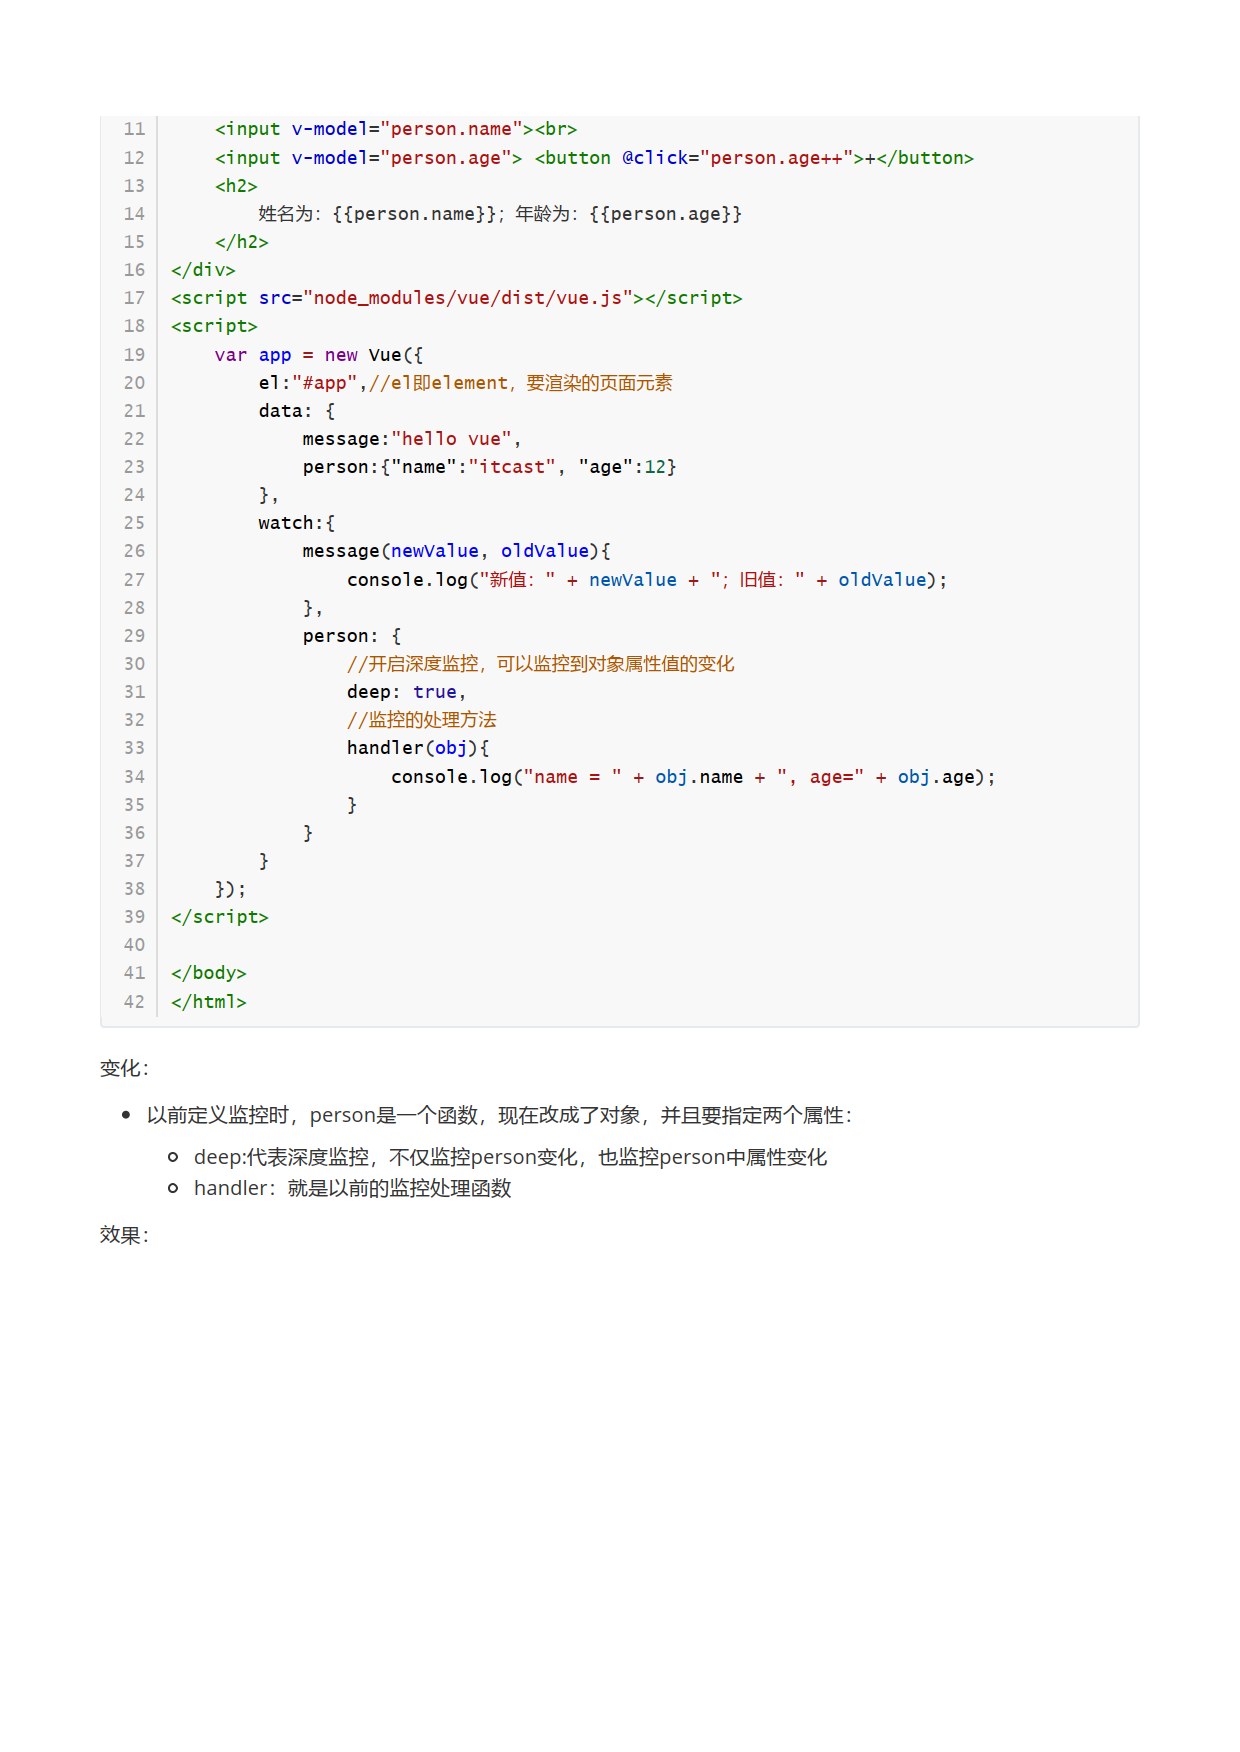 11     <input v-model="person.name"><br>
12     <input v-model="person.age"> <button @click="person.age++">+</button>
13     <h2>
14         姓名为：{{person.name}}；年龄为：{{person.age}}
15     </h2>
16 </div>
17 <script src="node_modules/vue/dist/vue.js"></script>
18 <script>
19     var app = new Vue({
20         el:"#app",//el即element，要渲染的页面元素
21         data: {
22             message:"hello vue",
23             person:{"name":"itcast", "age":12}
24         },
25         watch:{
26             message(newValue, oldValue){
27                 console.log("新值：" + newValue + "；旧值：" + oldValue);
28             },
29             person: {
30                 //开启深度监控，可以监控到对象属性值的变化
31                 deep: true,
32                 //监控的处理方法
33                 handler(obj){
34                     console.log("name = " + obj.name + ", age=" + obj.age);
35                 }
36             }
37         }
38     });
39 </script>
40
41 </body>
42 </html>
变化：
• 以前定义监控时，person是一个函数，现在改成了对象，并且要指定两个属性：
◦ deep:代表深度监控，不仅监控person变化，也监控person中属性变化
◦ handler：就是以前的监控处理函数
效果：